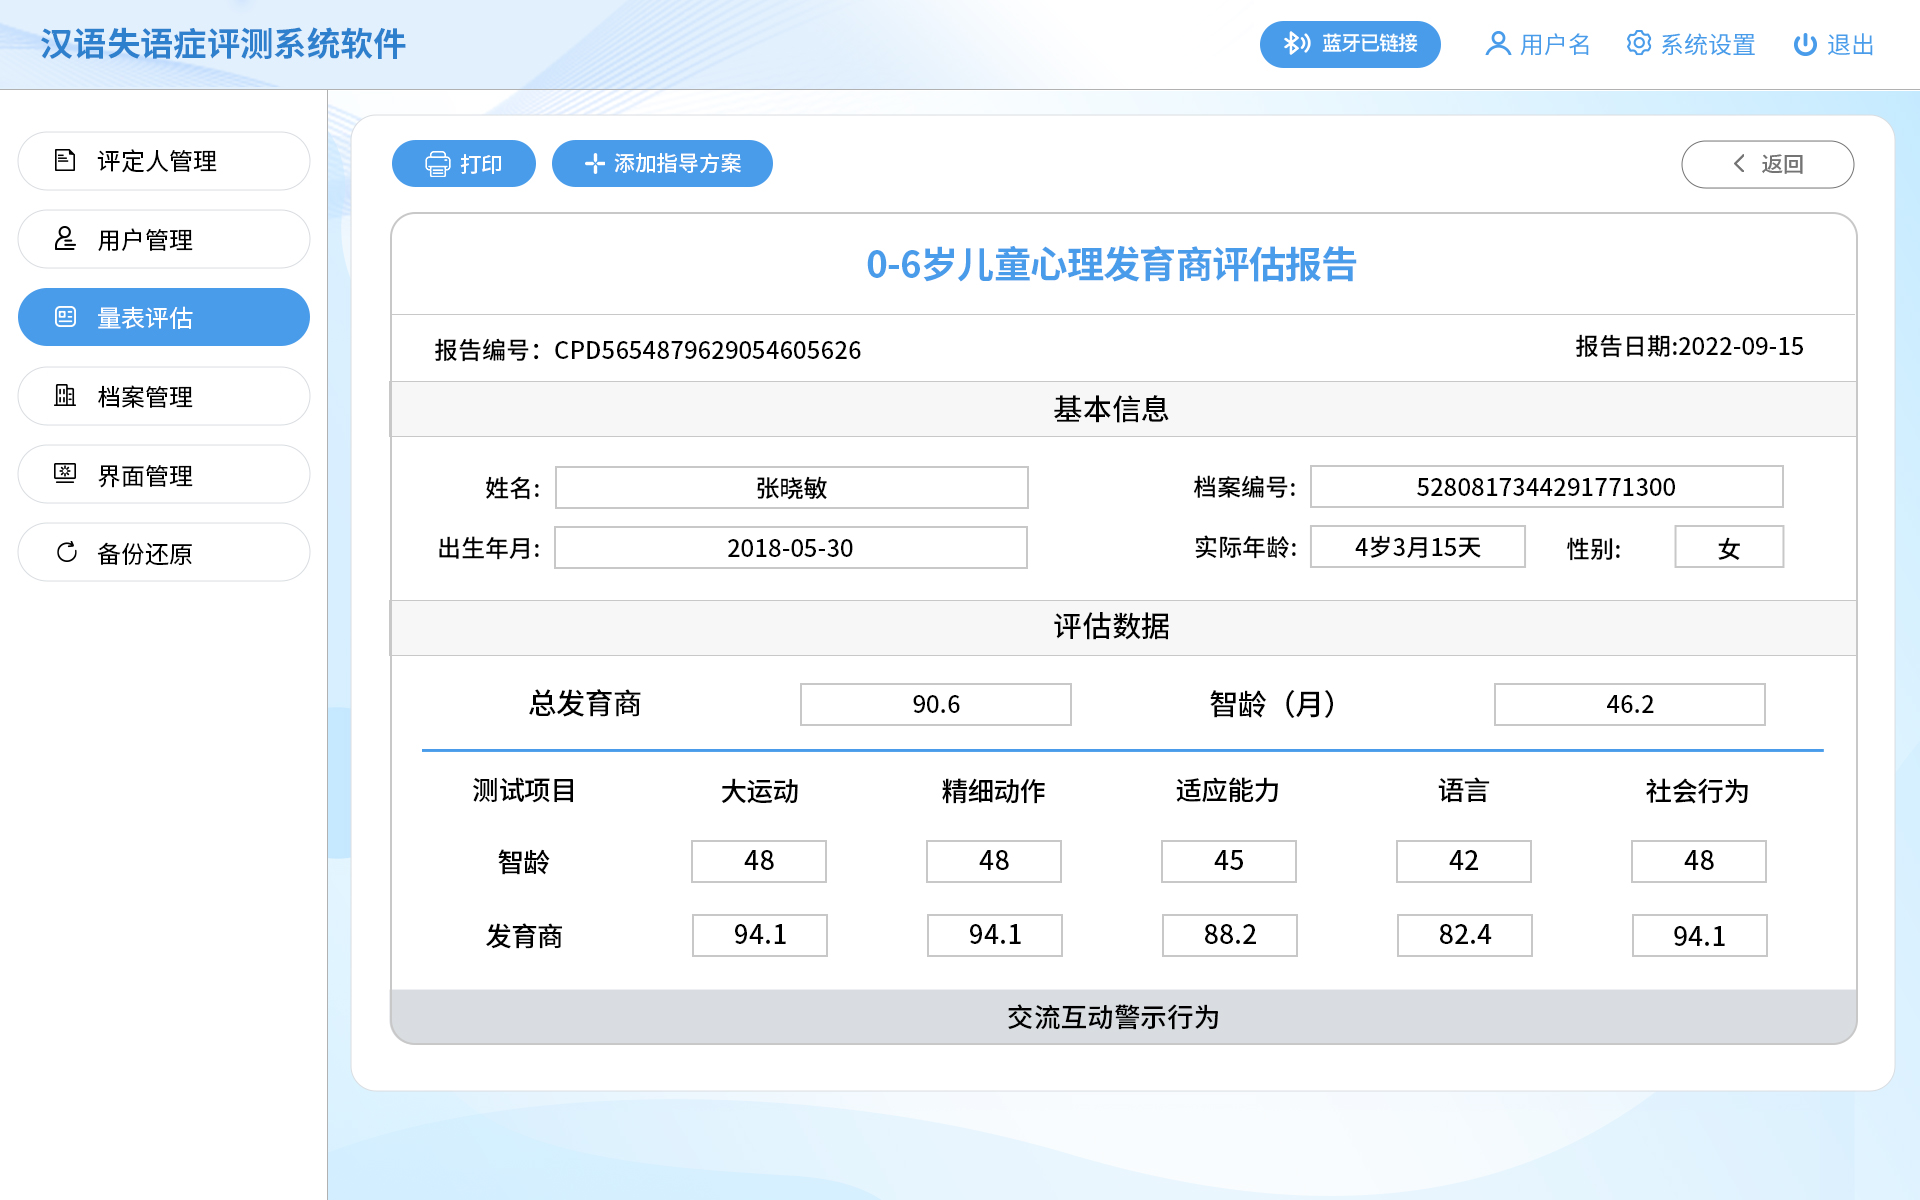 汉语失语症评测系统软件
蓝牙已链接
用户名
系统设置
退出
评定人管理
用户管理
量表评估
档案管理
界面管理
备份还原
打印
添加指导方案
返回
0-6岁儿童心理发育商评估报告
报告编号：CPD5654879629054605626
报告日期:2022-09-15
基本信息
姓名: 张晓敏
档案编号: 5280817344291771300
出生年月: 2018-05-30
实际年龄: 4岁3月15天
性别: 女
评估数据
总发育商 90.6
智龄（月） 46.2
测试项目 大运动 精细动作 适应能力 语言 社会行为
智龄 48 48 45 42 48
发育商 94.1 94.1 88.2 82.4 94.1
交流互动警示行为